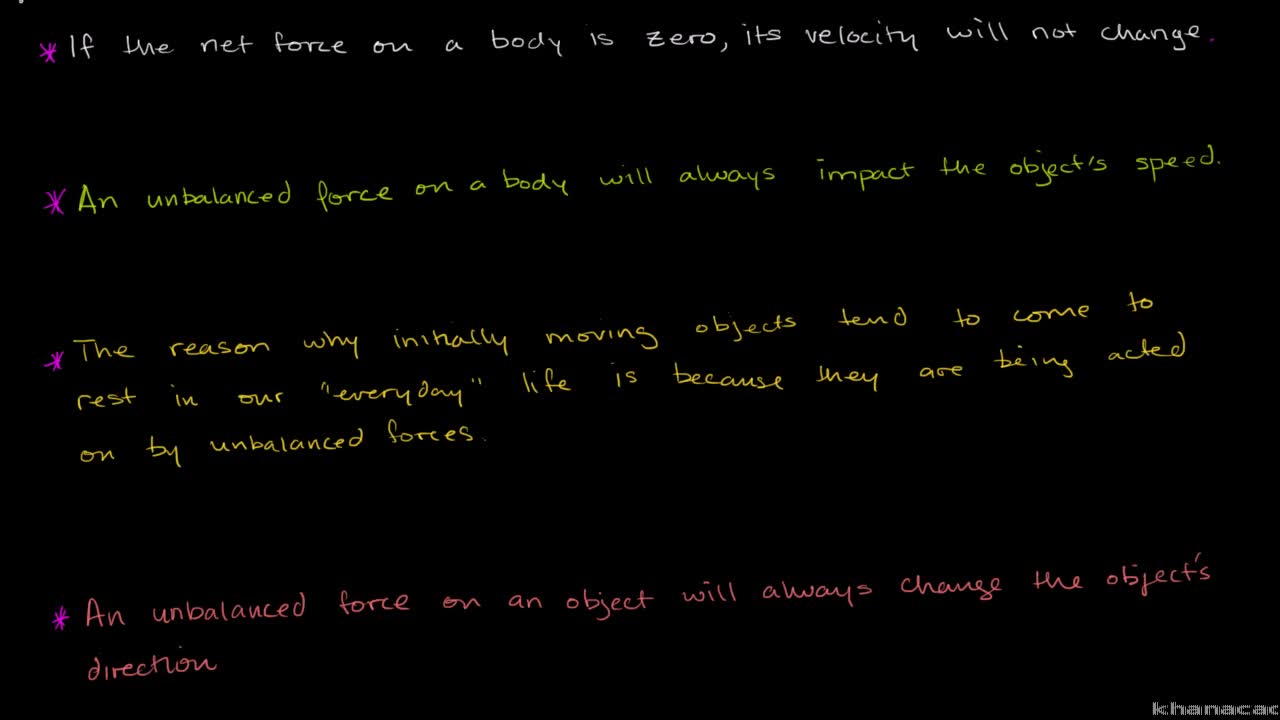 * If the net force on a body is zero, its velocity will not change.
* An unbalanced force on a body will always impact the object's speed.
* The reason why initially moving objects tend to come to
rest in our "everyday" life is because they are being acted
on by unbalanced forces.
* An unbalanced force on an object will always change the object's
direction
khanacac